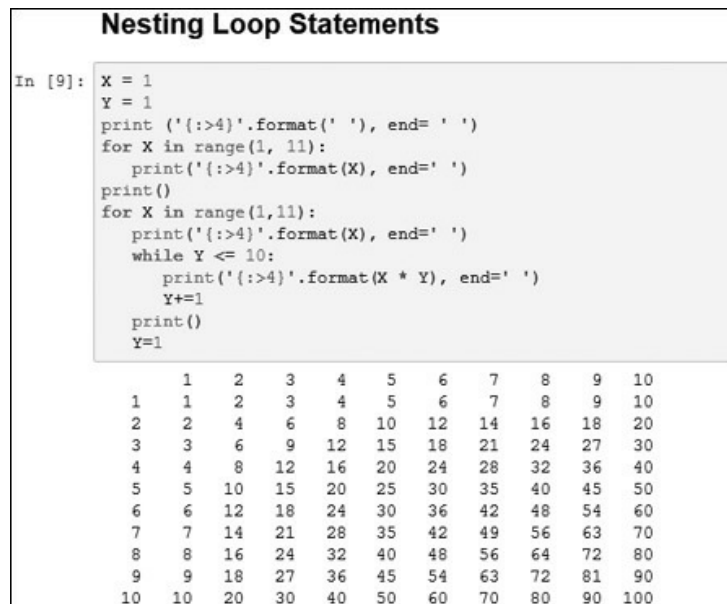 Nesting Loop Statements
In [9]: X = 1
Y = 1
print ('{:>4}'.format(' '), end= ' ')
for X in range(1, 11):
   print('{:>4}'.format(X), end=' ')
print()
for X in range(1,11):
   print('{:>4}'.format(X), end=' ')
   while Y <= 10:
      print('{:>4}'.format(X * Y), end=' ')
      Y+=1
   print()
   Y=1
1 2 3 4 5 6 7 8 9 10
1 1 2 3 4 5 6 7 8 9 10
2 2 4 6 8 10 12 14 16 18 20
3 3 6 9 12 15 18 21 24 27 30
4 4 8 12 16 20 24 28 32 36 40
5 5 10 15 20 25 30 35 40 45 50
6 6 12 18 24 30 36 42 48 54 60
7 7 14 21 28 35 42 49 56 63 70
8 8 16 24 32 40 48 56 64 72 80
9 9 18 27 36 45 54 63 72 81 90
10 10 20 30 40 50 60 70 80 90 100